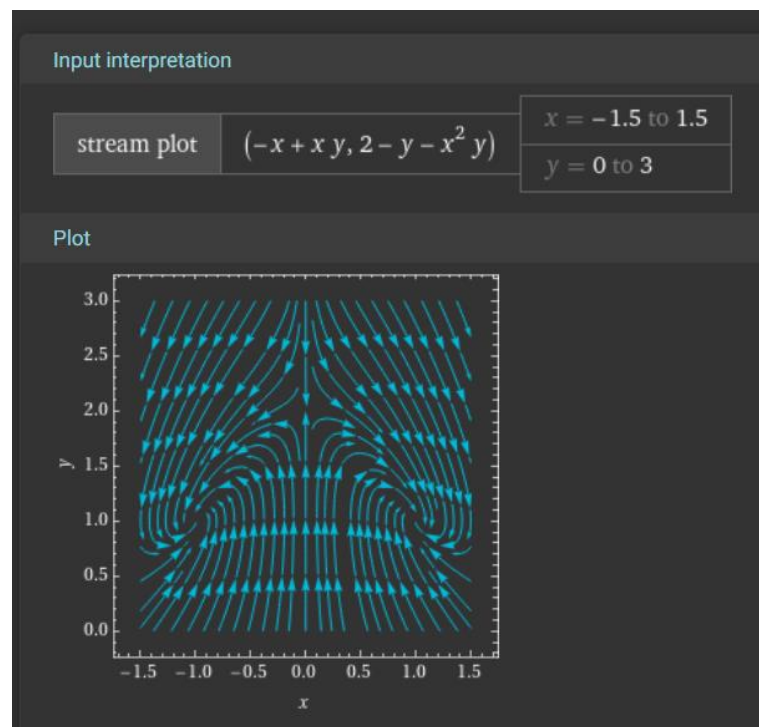 Input interpretation
stream plot (−x + x y, 2 − y − x² y) x = −1.5 to 1.5
y = 0 to 3
Plot
3.0
2.5
2.0
1.5
y
1.0
0.5
0.0
−1.5 −1.0 −0.5 0.0 0.5 1.0 1.5
x